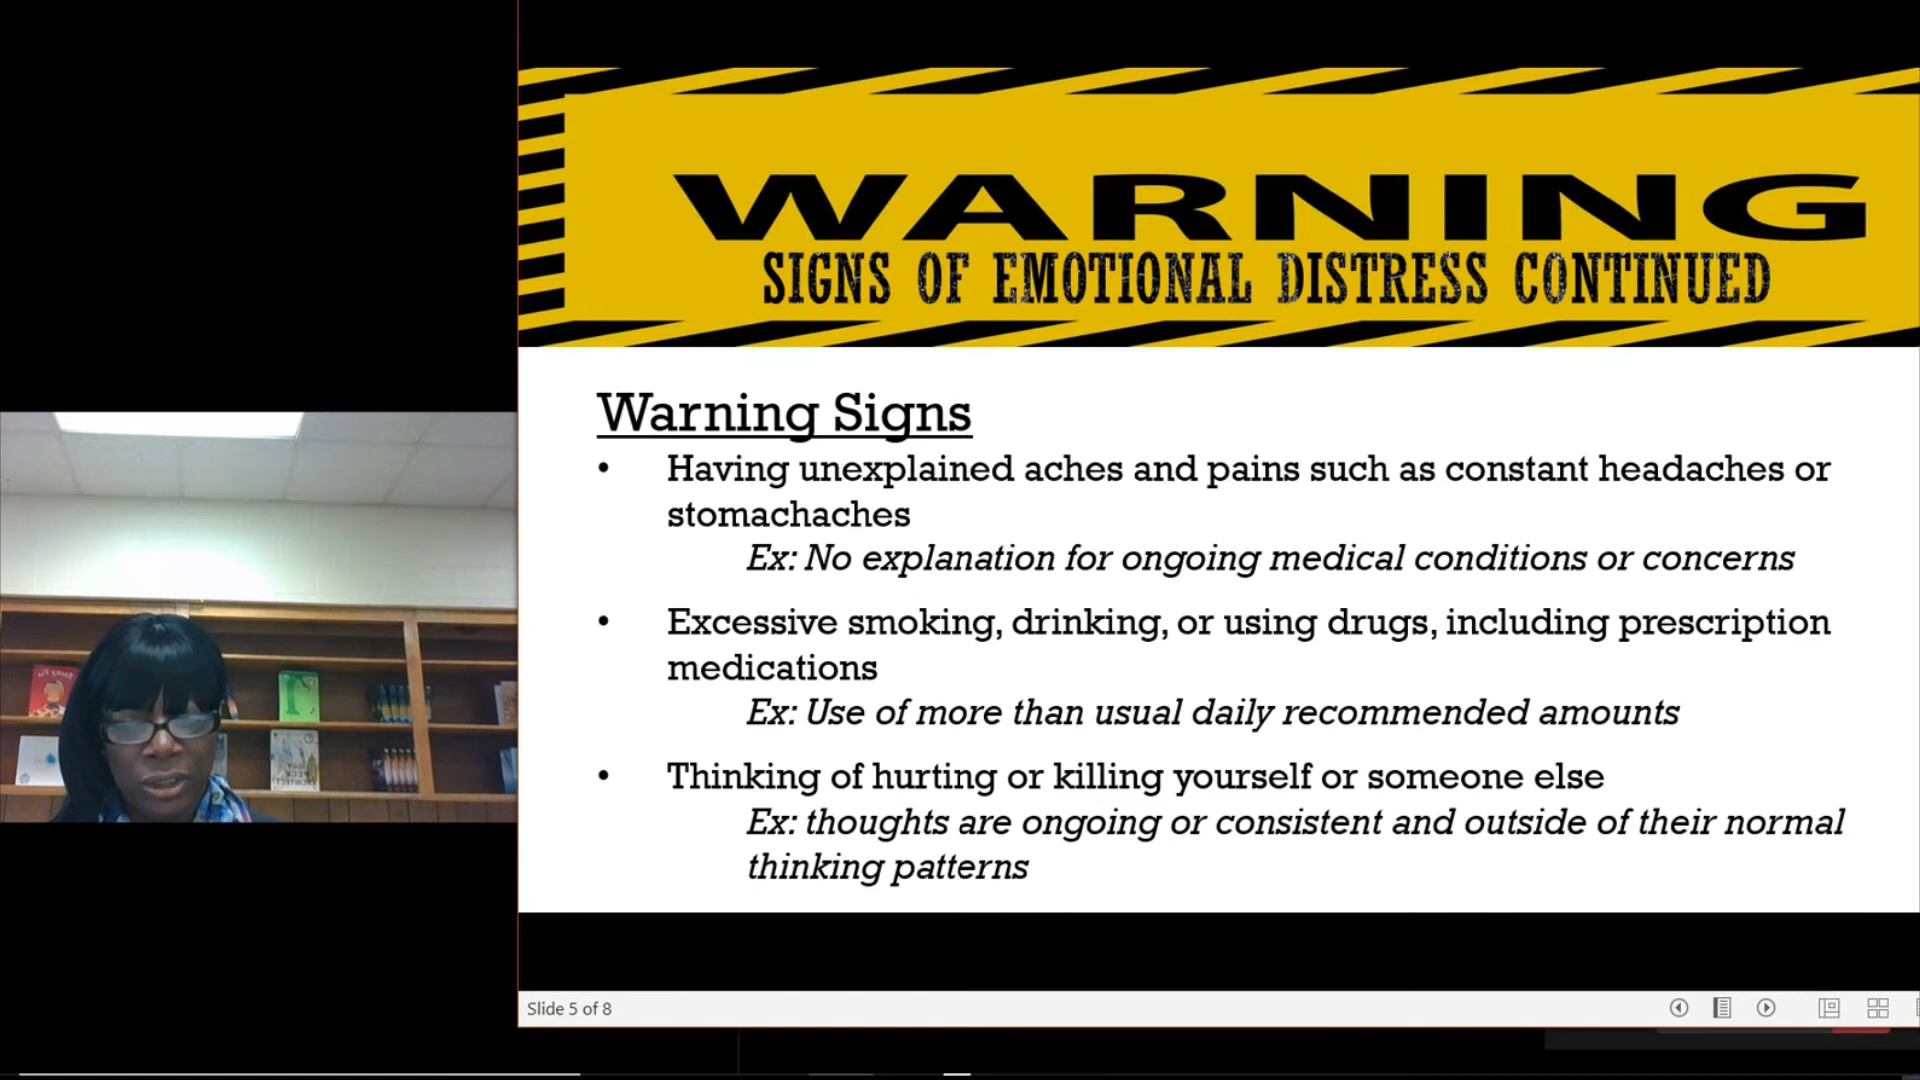 WARNING
SIGNS OF EMOTIONAL DISTRESS CONTINUED
Warning Signs
• Having unexplained aches and pains such as constant headaches or
stomachaches
Ex: No explanation for ongoing medical conditions or concerns
• Excessive smoking, drinking, or using drugs, including prescription
medications
Ex: Use of more than usual daily recommended amounts
• Thinking of hurting or killing yourself or someone else
Ex: thoughts are ongoing or consistent and outside of their normal
thinking patterns
Slide 5 of 8